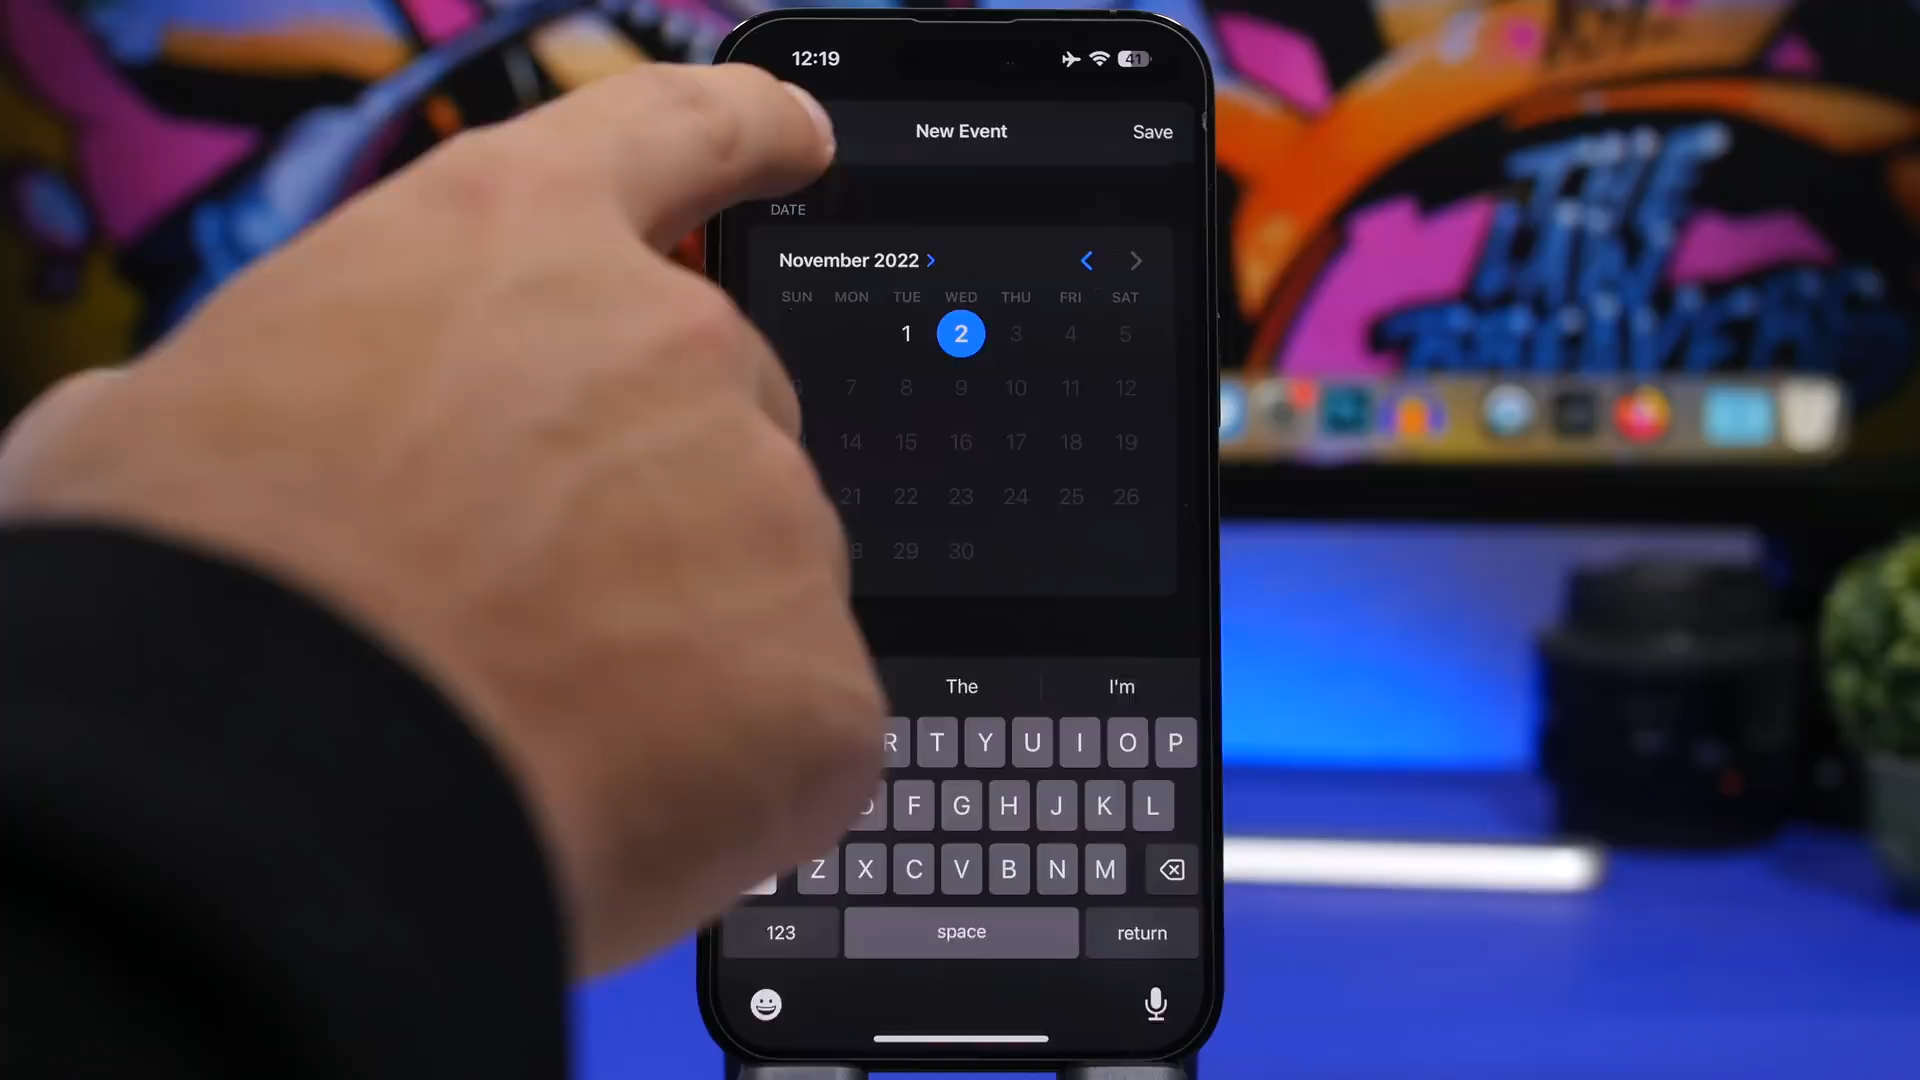 12:19
41
New Event
Save
DATE
November 2022
SUN MON TUE WED THU FRI SAT
1 2 3 4 5
7 8 9 10 11 12
14 15 16 17 18 19
21 22 23 24 25 26
29 30
The
I'm
R T Y U I O P
F G H J K L
Z X C V B N M
123
space
return
THE